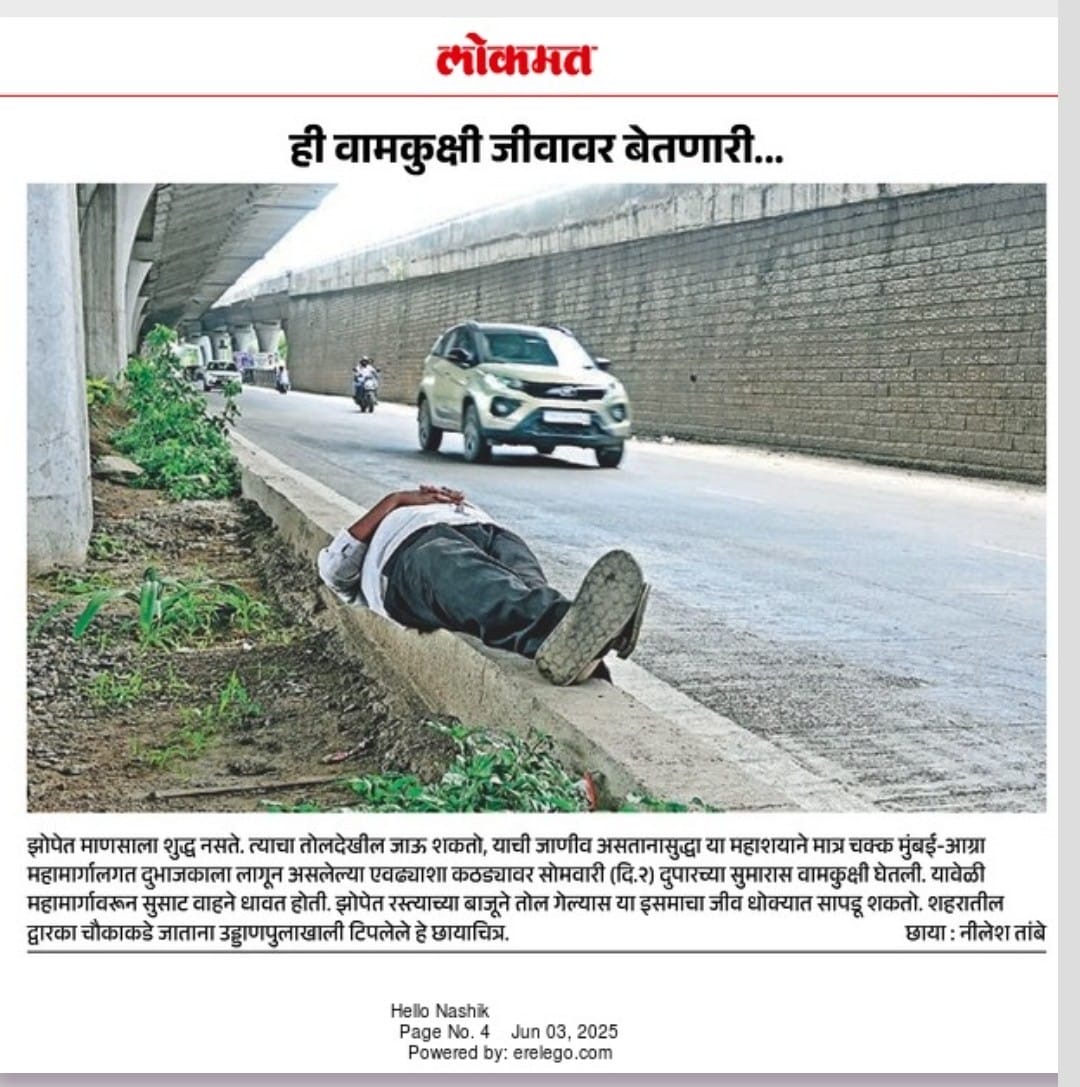 लोकमत
ही वामकुक्षी जीवावर बेतणारी...
झोपेत माणसाला शुद्ध नसते. त्याचा तोलदेखील जाऊ शकतो, याची जाणीव असतानासुद्धा या महाशयाने मात्र चक्क मुंबई-आग्रा
महामार्गालगत दुभाजकाला लागून असलेल्या एवढ्याशा कठड्यावर सोमवारी (दि.२) दुपारच्या सुमारास वामकुक्षी घेतली. यावेळी
महामार्गावरून सुसाट वाहने धावत होती. झोपेत रस्त्याच्या बाजूने तोल गेल्यास या इसमाचा जीव धोक्यात सापडू शकतो. शहरातील
द्वारका चौकाकडे जाताना उड्डाणपुलाखाली टिपलेले हे छायाचित्र.
छाया : नीलेश तांबे
Hello Nashik
Page No. 4 Jun 03, 2025
Powered by: erelego.com